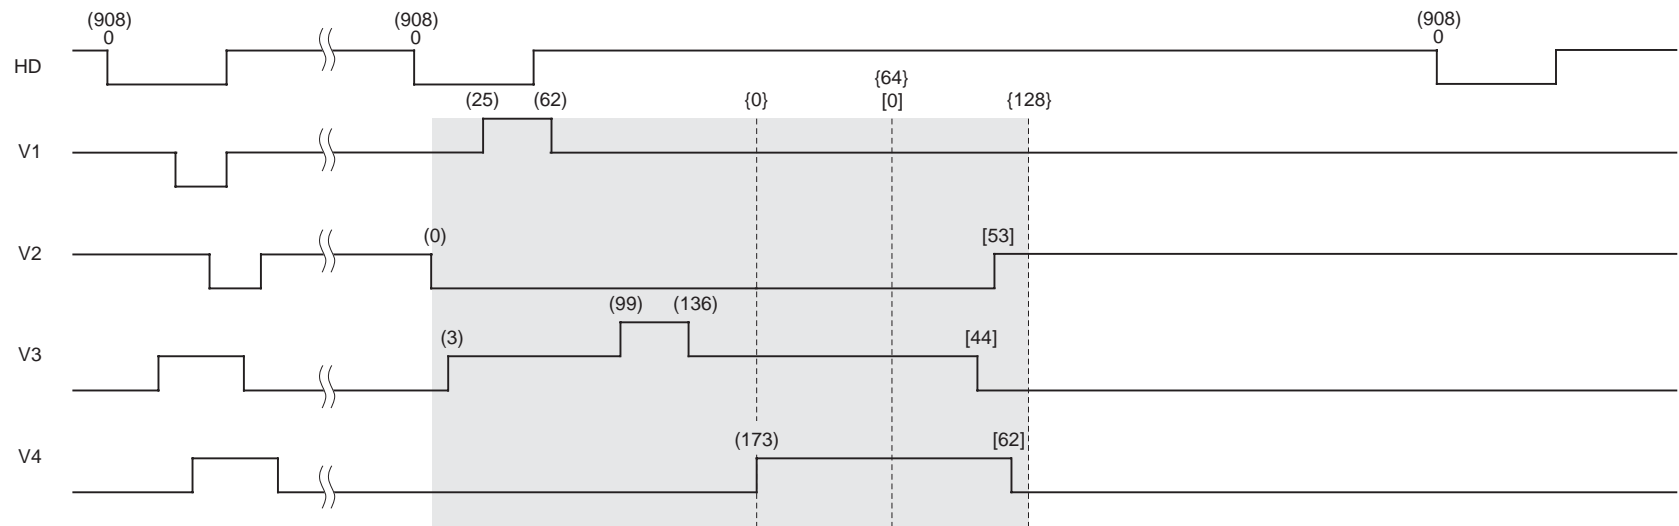 (908) (908) (908)
0 0 0
HD
{64}
(25) (62) {0} [0] {128}
V1
(0) [53]
V2
(99) (136)
(3) [44]
V3
(173) [62]
V4